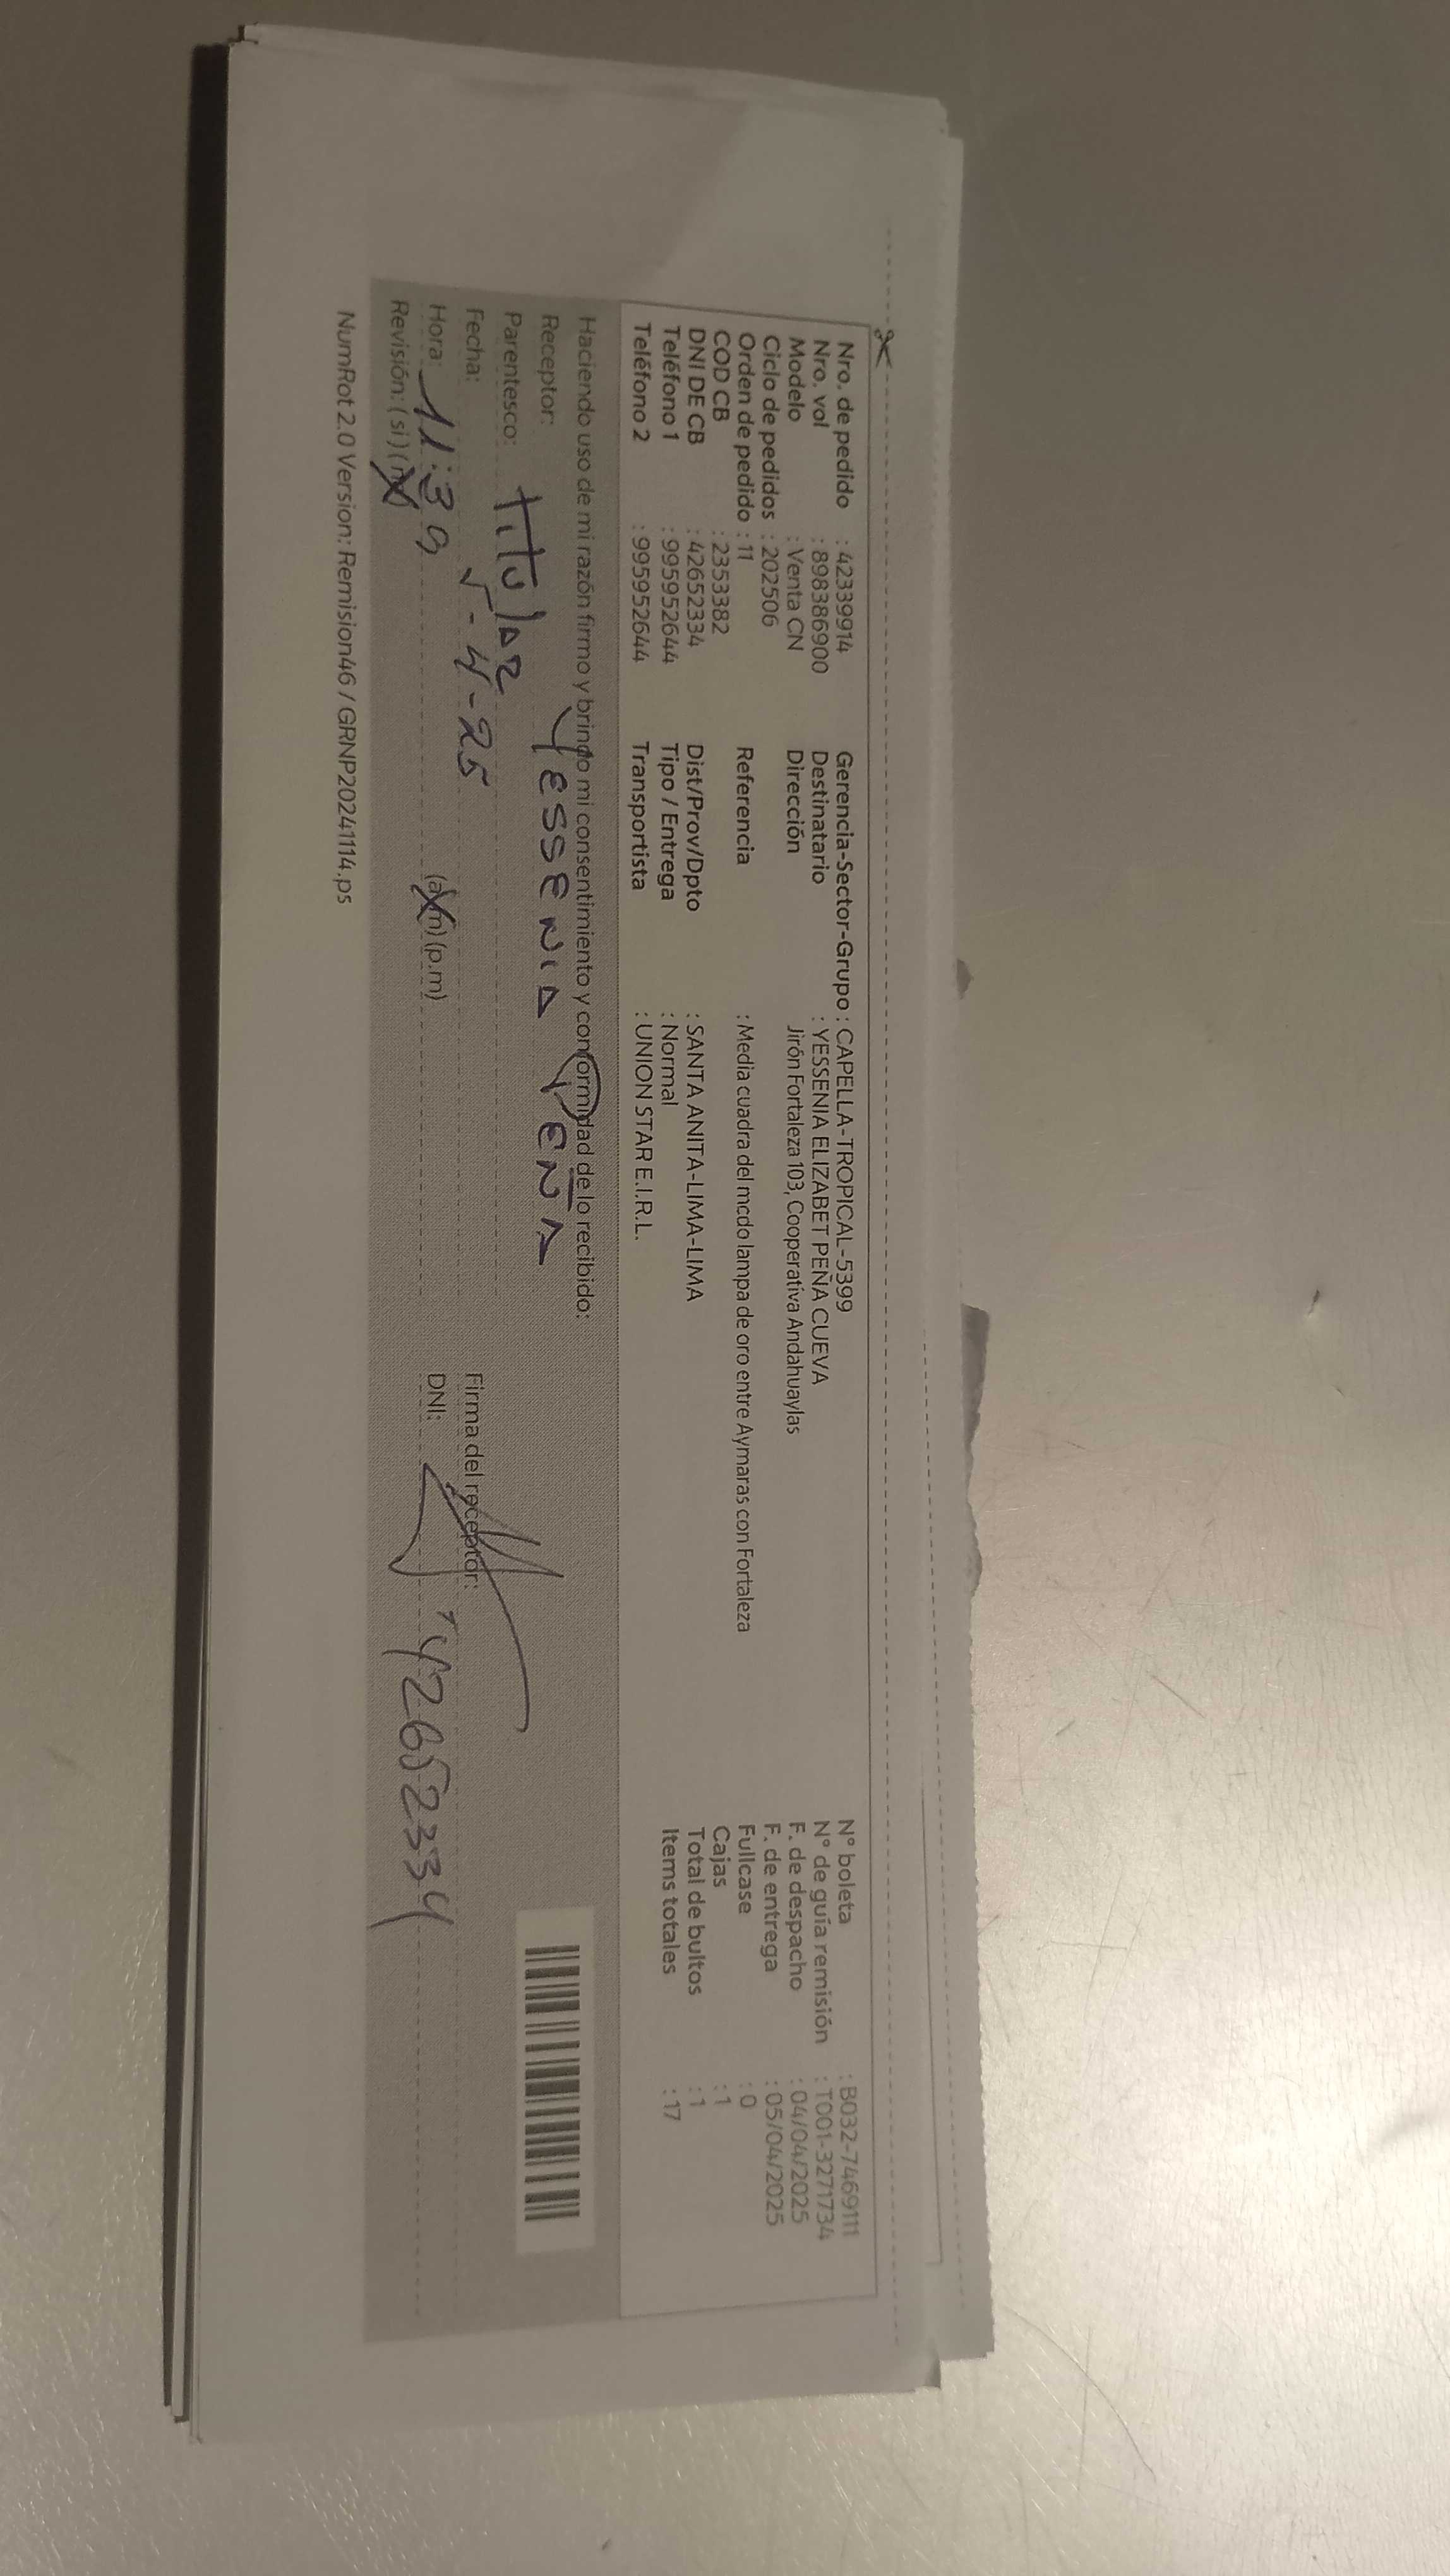 Nro. de pedido : 42339914
Nro. vol : 898386900
Modelo : Venta CN
Ciclo de pedidos : 202506
Orden de pedido : 11
COD CB : 2353382
DNI DE CB : 42652334
Teléfono 1 : 995952644
Teléfono 2 : 995952644
Gerencia-Sector-Grupo : CAPELLA-TROPICAL-5399
Destinatario : YESSENIA ELIZABET PEÑA CUEVA
Dirección Jirón Fortaleza 103, Cooperativa Andahuaylas
Referencia : Media cuadra del mcdo lampa de oro entre Aymaras con Fortaleza
Dist/Prov/Dpto : SANTA ANITA-LIMA-LIMA
Tipo / Entrega : Normal
Transportista : UNION STAR E.I.R.L.
N° boleta : B032-7469111
N° de guía remisión : T001-3271734
F. de despacho : 04/04/2025
F. de entrega : 05/04/2025
Fullcase : 0
Cajas : 1
Total de bultos : 1
Items totales : 17
Haciendo uso de mi razón firmo y brindo mi consentimiento y conformidad de lo recibido:
Receptor: YESSENIA PEÑA
Parentesco: titular
Fecha: 5-4-25
Hora: 11:39 (a.m) (p.m)
Revisión: (si) (no)
Firma del receptor:
DNI: 42652334
NumRot 2.0 Version: Remision46 / GRNP20241114.ps